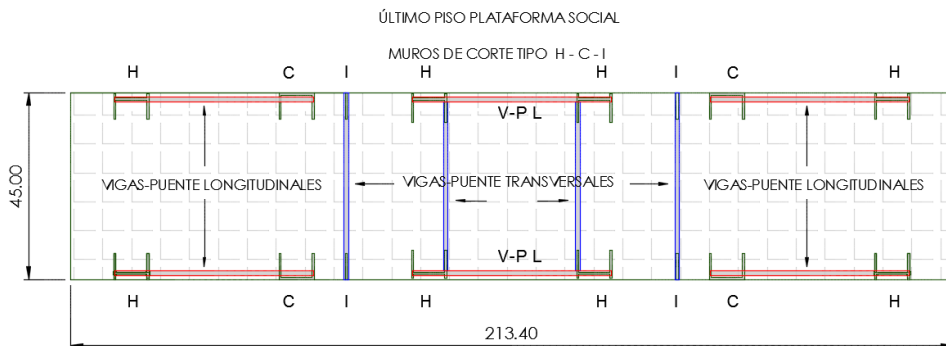 ÚLTIMO PISO PLATAFORMA SOCIAL
MUROS DE CORTE TIPO H - C - I
H C I H H I C H
V-P L
45.00
VIGAS-PUENTE LONGITUDINALES VIGAS-PUENTE TRANSVERSALES VIGAS-PUENTE LONGITUDINALES
V-P L
H C I H H I C H
213.40